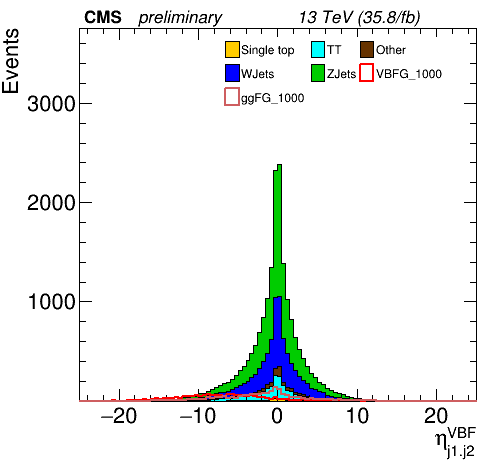 CMS preliminary 13 TeV (35.8/fb)
Events
Single top TT Other
WJets ZJets VBFG_1000
ggFG_1000
3000
2000
1000
−20 −10 0 10 20
η^VBF_j1.j2